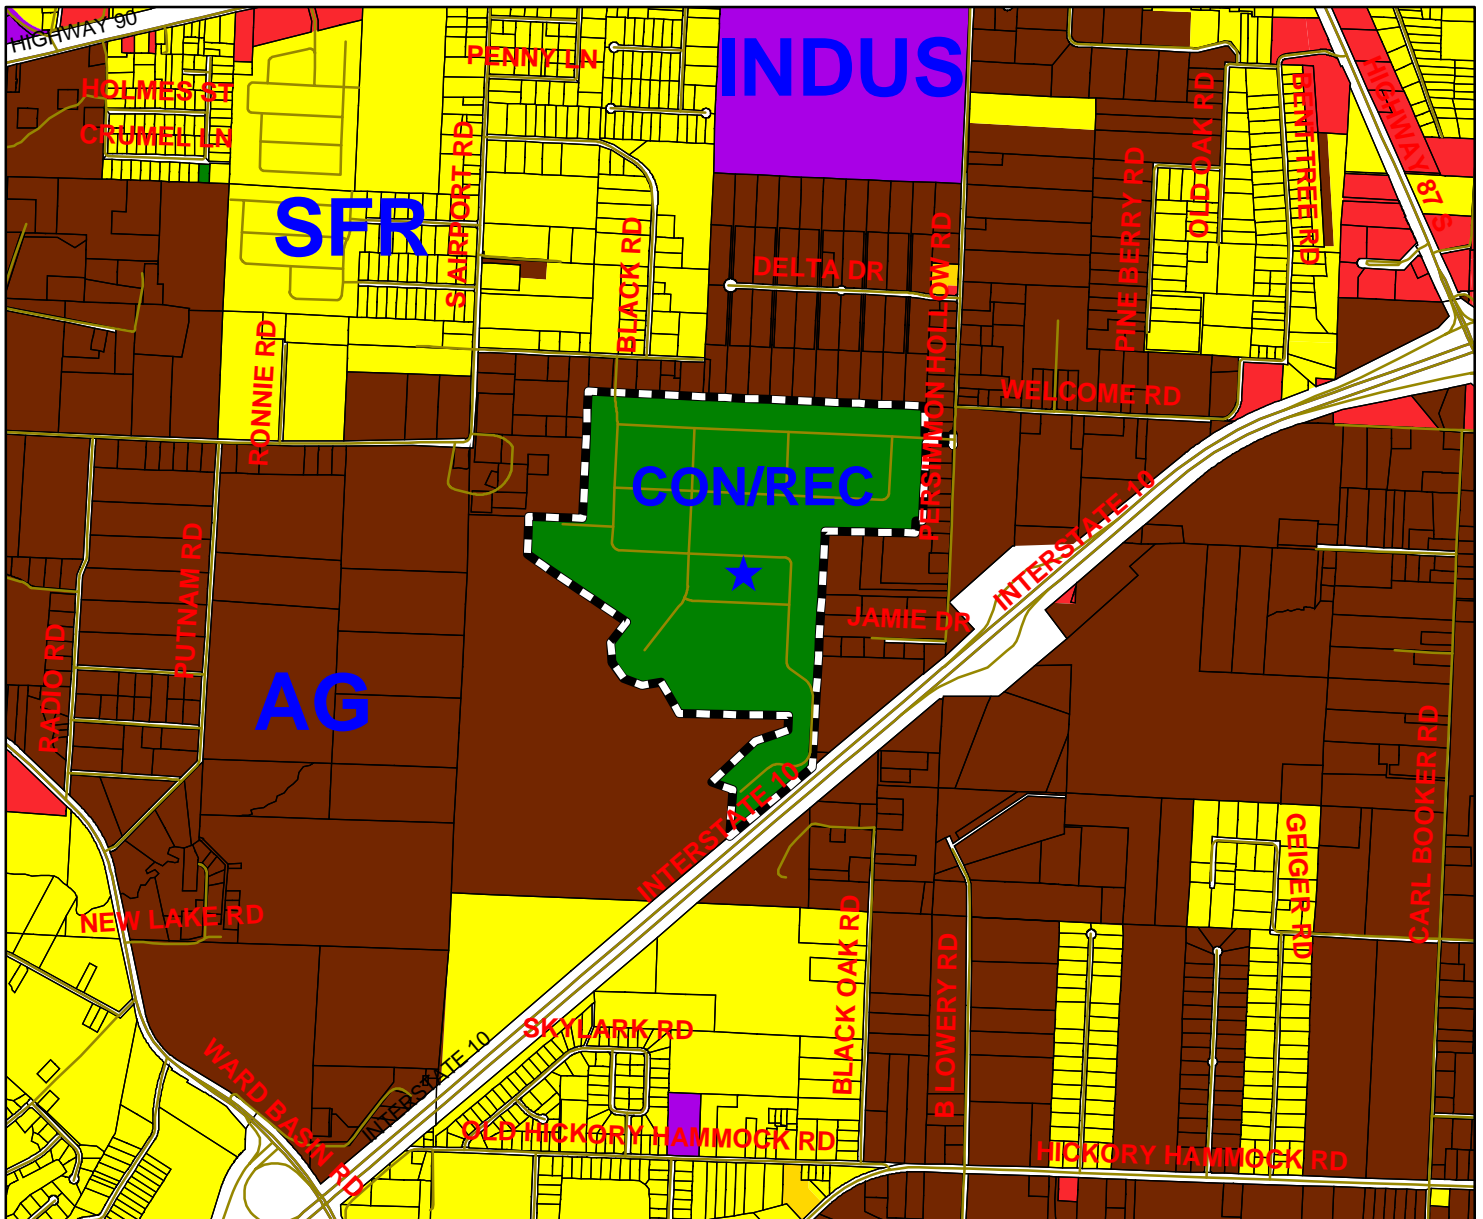 HIGHWAY 90
PENNY LN
INDUS
HOLMES ST
CRUMEL LN
S AIRPORT RD
OLD OAK RD
BENT TREE RD
HIGHWAY 87 S
SFR
BLACK RD
DELTA DR
PERSIMMON HOLLOW RD
PINE BERRY RD
RONNIE RD
WELCOME RD
CON/REC
INTERSTATE 10
PUTNAM RD
RADIO RD
JAMIE DR
AG
CARL BOOKER RD
INTERSTATE 10
GEIGER RD
NEW LAKE RD
BLACK OAK RD
B LOWERY RD
SKYLARK RD
WARD BASIN RD
INTERSTATE 10
OLD HICKORY HAMMOCK RD
HICKORY HAMMOCK RD